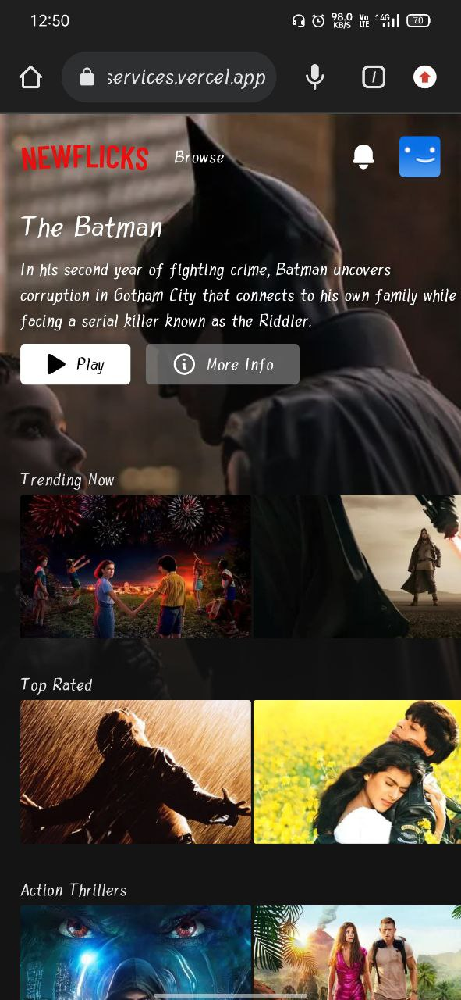 12:50
98.0 KB/S
Vo LTE
4G
70
services.vercel.app
1
NEWFLICKS
Browse
The Batman
In his second year of fighting crime, Batman uncovers
corruption in Gotham City that connects to his own family while
facing a serial killer known as the Riddler.
Play
More Info
Trending Now
Top Rated
Action Thrillers